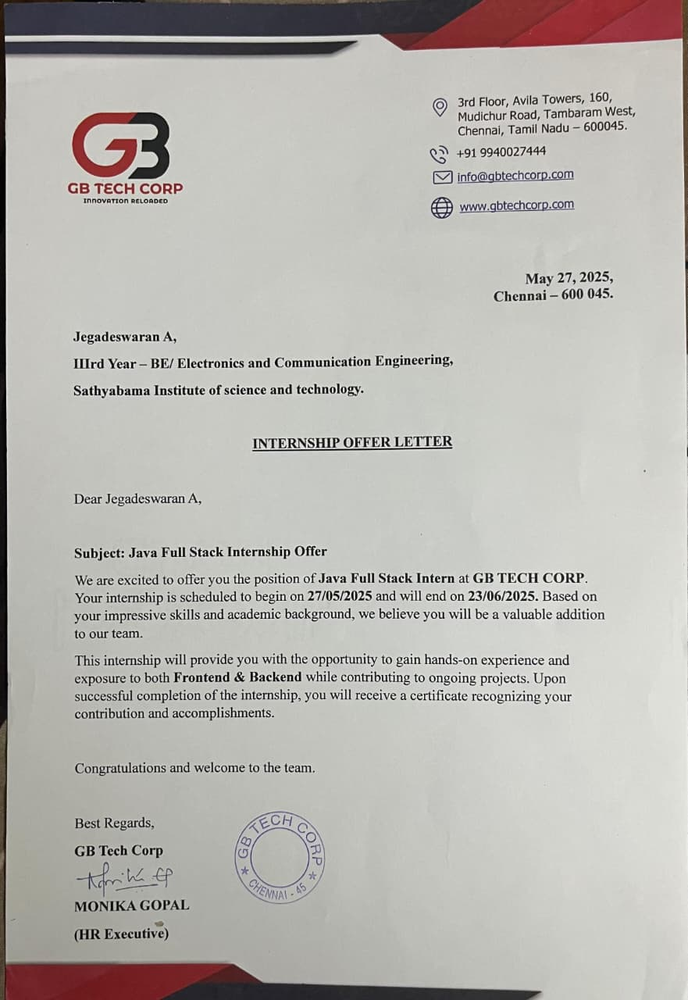 GB
GB TECH CORP
INNOVATION RELOADED
3rd Floor, Avila Towers, 160,
Mudichur Road, Tambaram West,
Chennai, Tamil Nadu – 600045.
+91 9940027444
info@gbtechcorp.com
www.gbtechcorp.com
May 27, 2025,
Chennai – 600 045.
Jegadeswaran A,
IIIrd Year – BE/ Electronics and Communication Engineering,
Sathyabama Institute of science and technology.
INTERNSHIP OFFER LETTER
Dear Jegadeswaran A,
Subject: Java Full Stack Internship Offer
We are excited to offer you the position of Java Full Stack Intern at GB TECH CORP.
Your internship is scheduled to begin on 27/05/2025 and will end on 23/06/2025. Based on
your impressive skills and academic background, we believe you will be a valuable addition
to our team.
This internship will provide you with the opportunity to gain hands-on experience and
exposure to both Frontend & Backend while contributing to ongoing projects. Upon
successful completion of the internship, you will receive a certificate recognizing your
contribution and accomplishments.
Congratulations and welcome to the team.
Best Regards,
GB Tech Corp
MONIKA GOPAL
(HR Executive)
GB TECH CORP
★ CHENNAI - 45 ★